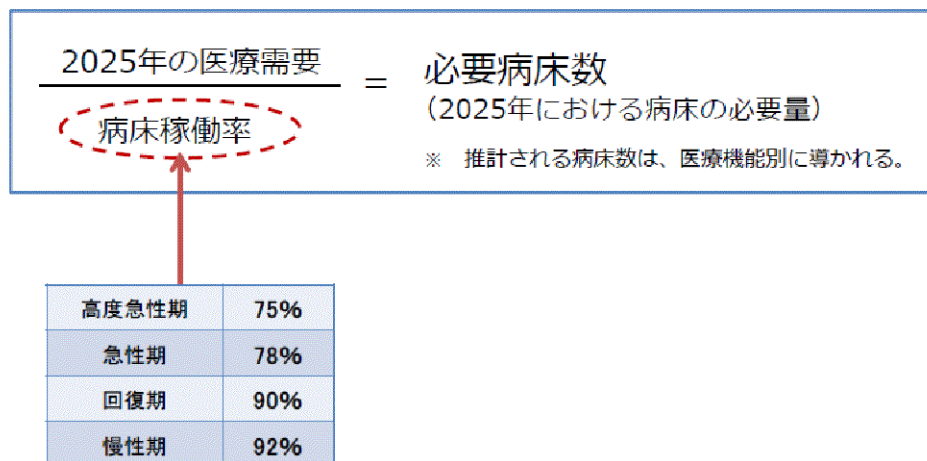 2025年の医療需要
病床稼働率
=
必要病床数
（2025年における病床の必要量）
※　推計される病床数は、医療機能別に導かれる。
高度急性期 75%
急性期 78%
回復期 90%
慢性期 92%